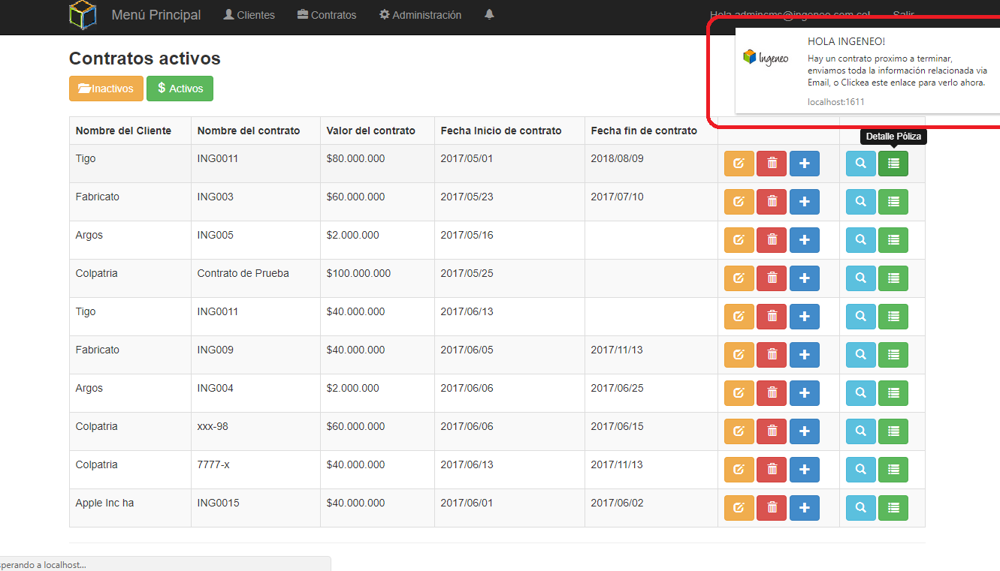 Menú Principal Clientes Contratos Administración Hola admincms@ingeneo.com.co! Salir
HOLA INGENEO!
Ingeneo
Hay un contrato proximo a terminar,
enviamos toda la información relacionada via
Email, o Clickea este enlace para verlo ahora.
localhost:1611
Contratos activos
Inactivos $ Activos
Nombre del Cliente Nombre del contrato Valor del contrato Fecha Inicio de contrato Fecha fin de contrato
Detalle Póliza
Tigo ING0011 $80.000.000 2017/05/01 2018/08/09
Fabricato ING003 $60.000.000 2017/05/23 2017/07/10
Argos ING005 $2.000.000 2017/05/16
Colpatria Contrato de Prueba $100.000.000 2017/05/25
Tigo ING0011 $40.000.000 2017/06/13
Fabricato ING009 $40.000.000 2017/06/05 2017/11/13
Argos ING004 $2.000.000 2017/06/06 2017/06/25
Colpatria xxx-98 $60.000.000 2017/06/06 2017/06/15
Colpatria 7777-x $40.000.000 2017/06/13 2017/11/13
Apple Inc ha ING0015 $40.000.000 2017/06/01 2017/06/02
sperando a localhost...